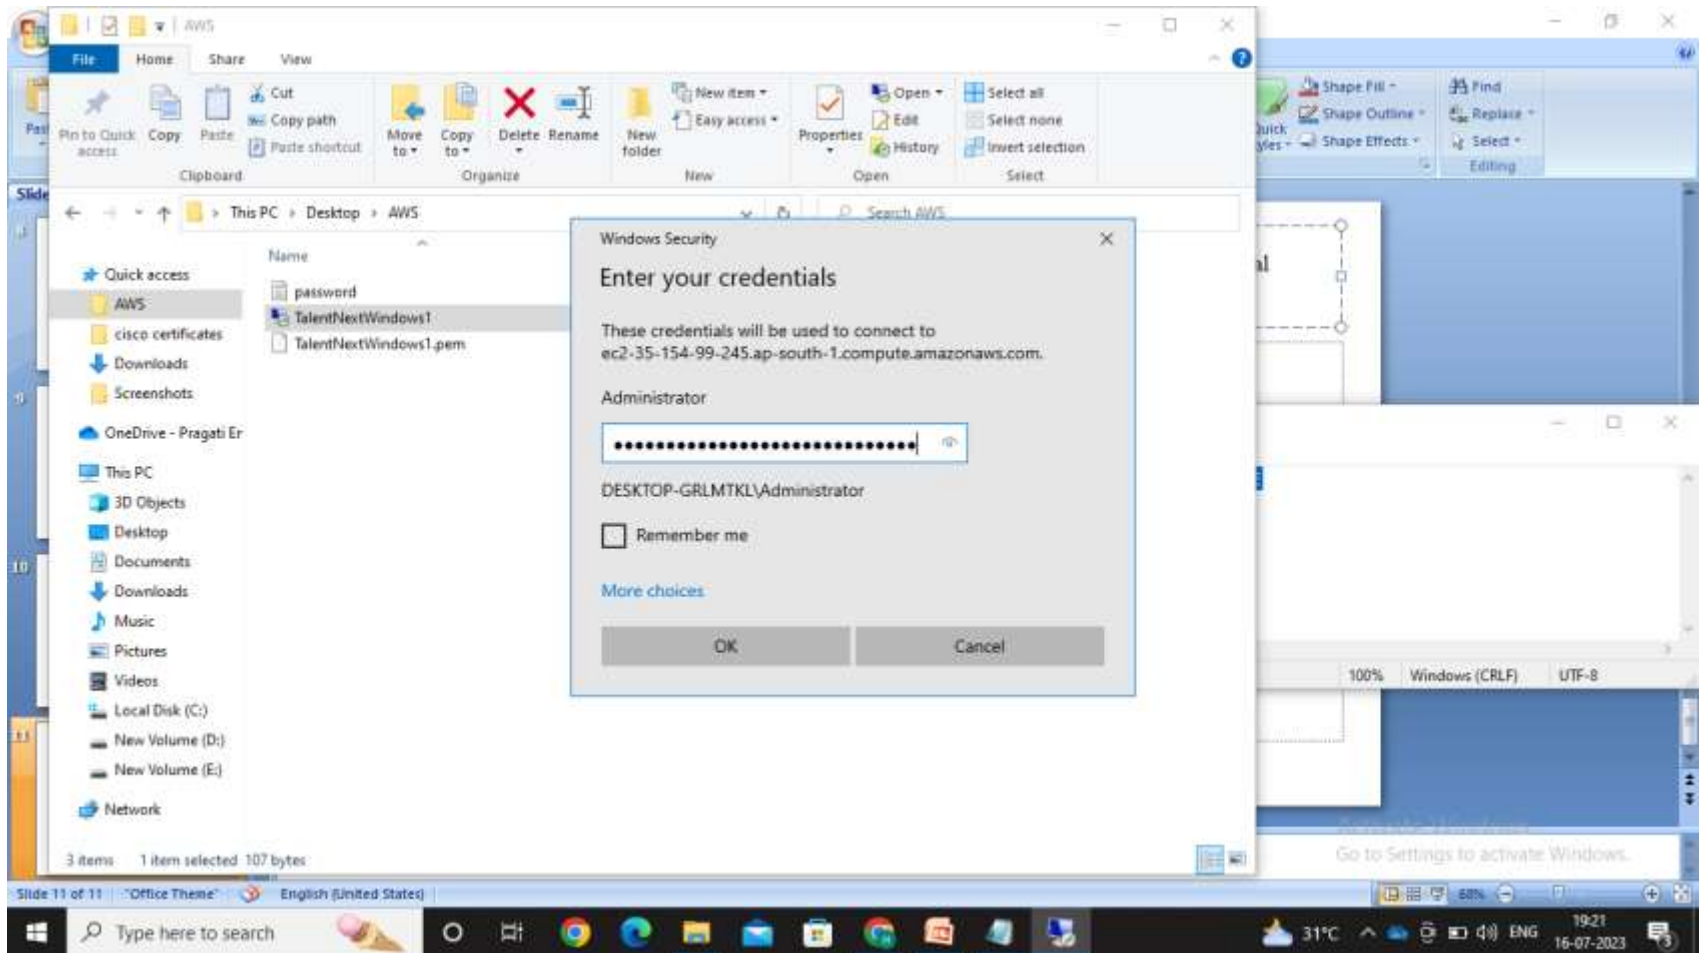 AWS
File Home Share View
Pin to Quick access
Copy
Paste
Cut
Copy path
Paste shortcut
Clipboard
Move to
Copy to
Delete
Rename
Organize
New folder
New item
Easy access
New
Properties
Open
Edit
History
Open
Select all
Select none
Invert selection
Select
Shape Fill
Shape Outline
Shape Effects
Find
Replace
Select
Editing
This PC Desktop AWS
Search AWS
Name
password
TalentNextWindows1
TalentNextWindows1.pem
Quick access
AWS
cisco certificates
Downloads
Screenshots
OneDrive - Pragati Er
This PC
3D Objects
Desktop
Documents
Downloads
Music
Pictures
Videos
Local Disk (C:)
New Volume (D:)
New Volume (E:)
Network
3 items 1 item selected 107 bytes
Windows Security
Enter your credentials
These credentials will be used to connect to
ec2-35-154-99-245.ap-south-1.compute.amazonaws.com.
Administrator
DESKTOP-GRLMTKL\Administrator
Remember me
More choices
OK Cancel
100% Windows (CRLF) UTF-8
Activate Windows
Go to Settings to activate Windows.
Slide 11 of 11 "Office Theme" English (United States) 68%
Type here to search
31°C ENG
19:21
16-07-2023